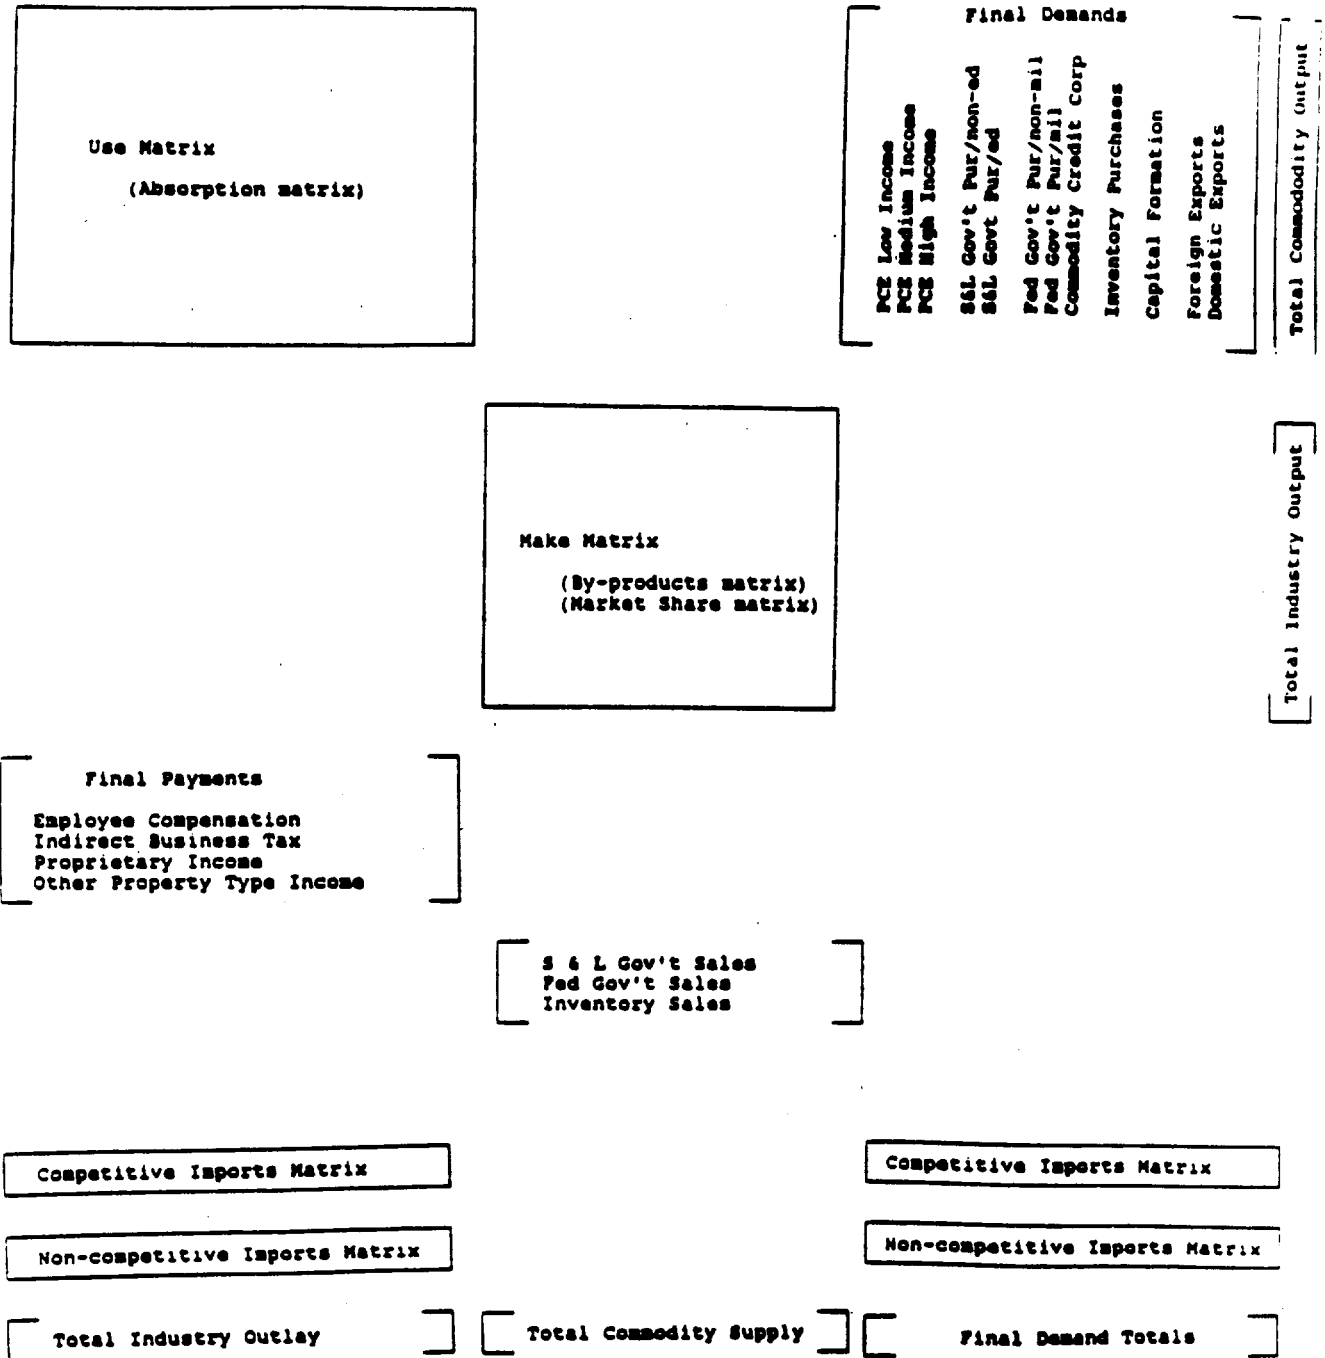 Final Demands
Use Matrix
(Absorption matrix)
PCE Low Income
PCE Medium Income
PCE High Income
S&L Gov't Pur/non-ed
S&L Govt Pur/ed
Fed Gov't Pur/non-mil
Fed Gov't Pur/mil
Commodity Credit Corp
Inventory Purchases
Capital Formation
Foreign Exports
Domestic Exports
Total Commododity Output
Make Matrix
(By-products matrix)
(Market Share matrix)
Total Industry Output
Final Payments
Employee Compensation
Indirect Business Tax
Proprietary Income
Other Property Type Income
S & L Gov't Sales
Fed Gov't Sales
Inventory Sales
Competitive Imports Matrix
Competitive Imports Matrix
Non-competitive Imports Matrix
Non-competitive Imports Matrix
Total Industry Outlay
Total Commodity Supply
Final Demand Totals